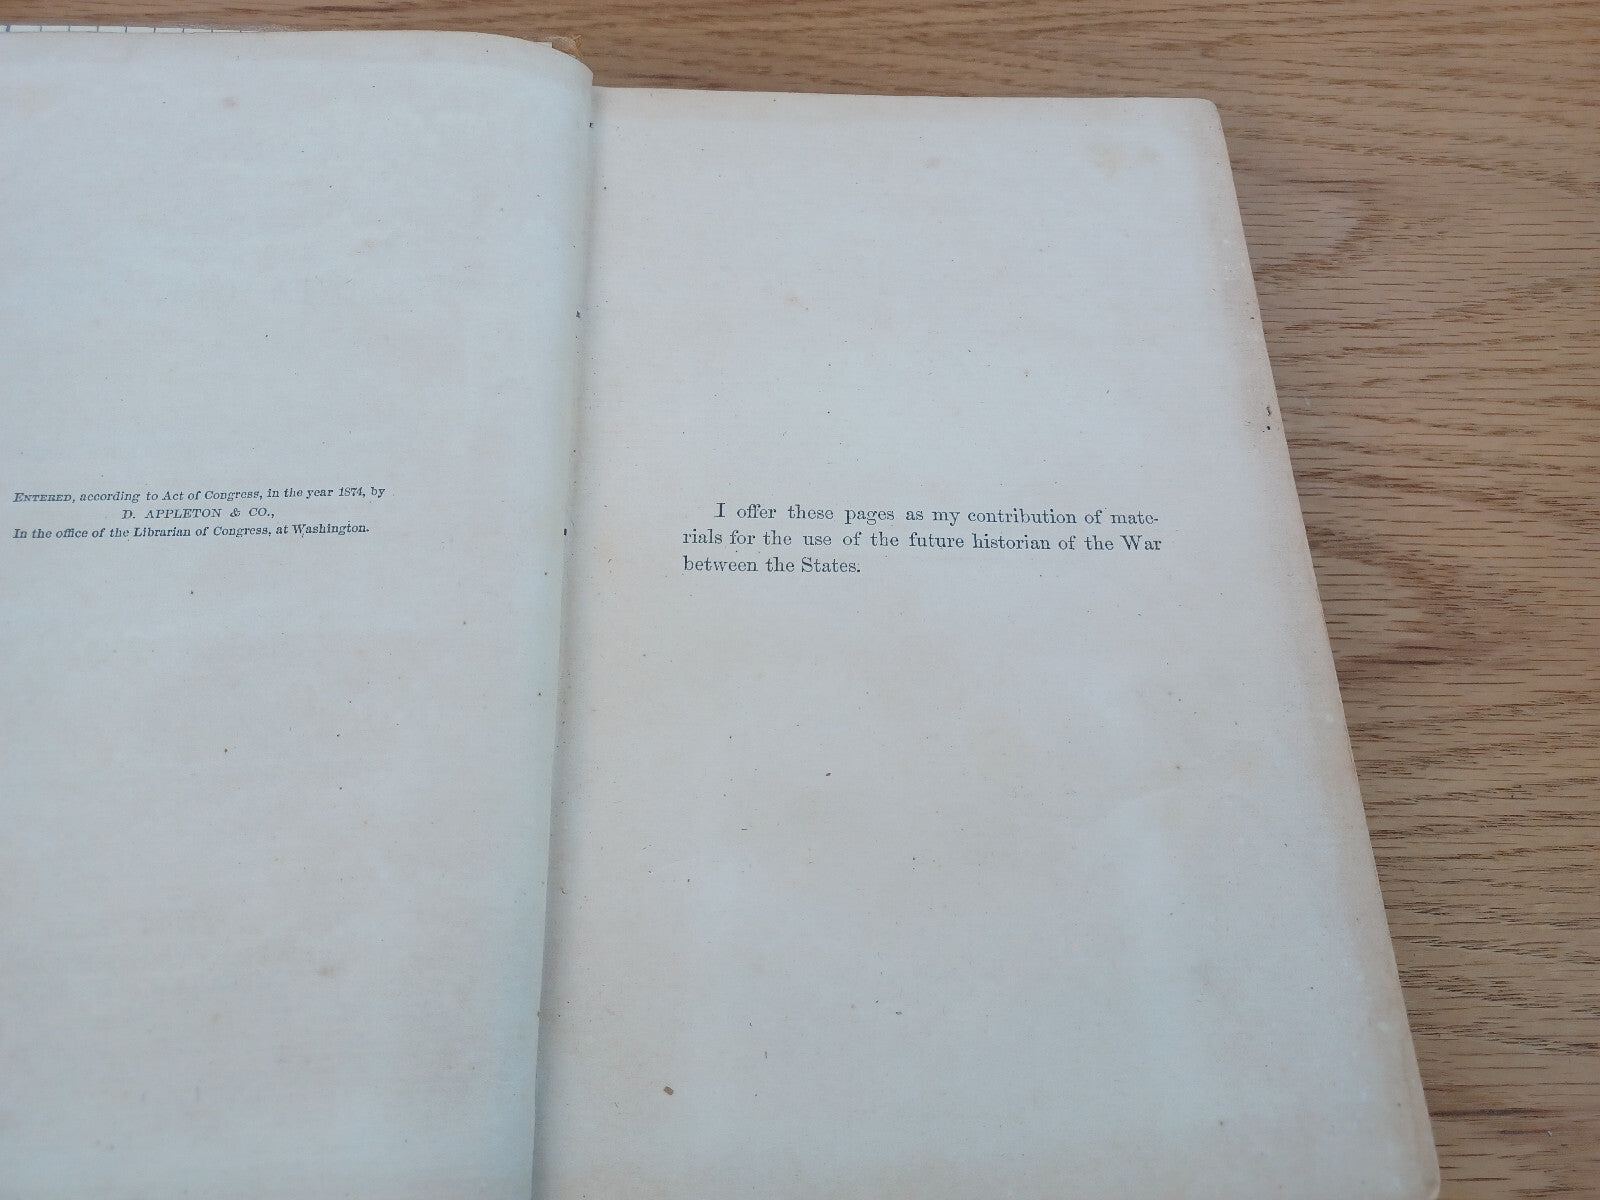 ENTERED, according to Act of Congress, in the year 1874, by
D. APPLETON & CO.,
In the office of the Librarian of Congress, at Washington.
I offer these pages as my contribution of mate-
rials for the use of the future historian of the War
between the States.